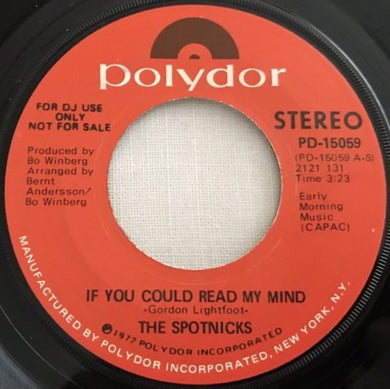 polydor
FOR DJ USE
ONLY
NOT FOR SALE
Produced by
Bo Winberg
Arranged by
Bernt
Andersson/
Bo Winberg
STEREO
PD-15059
(PD-15059 A-S)
2121 131
Time 3:23
Early
Morning
Music
(CAPAC)
IF YOU COULD READ MY MIND
-Gordon Lightfoot-
THE SPOTNICKS
℗1972 POLYDOR INCORPORATED
MANUFACTURED BY POLYDOR INCORPORATED, NEW YORK, N.Y.